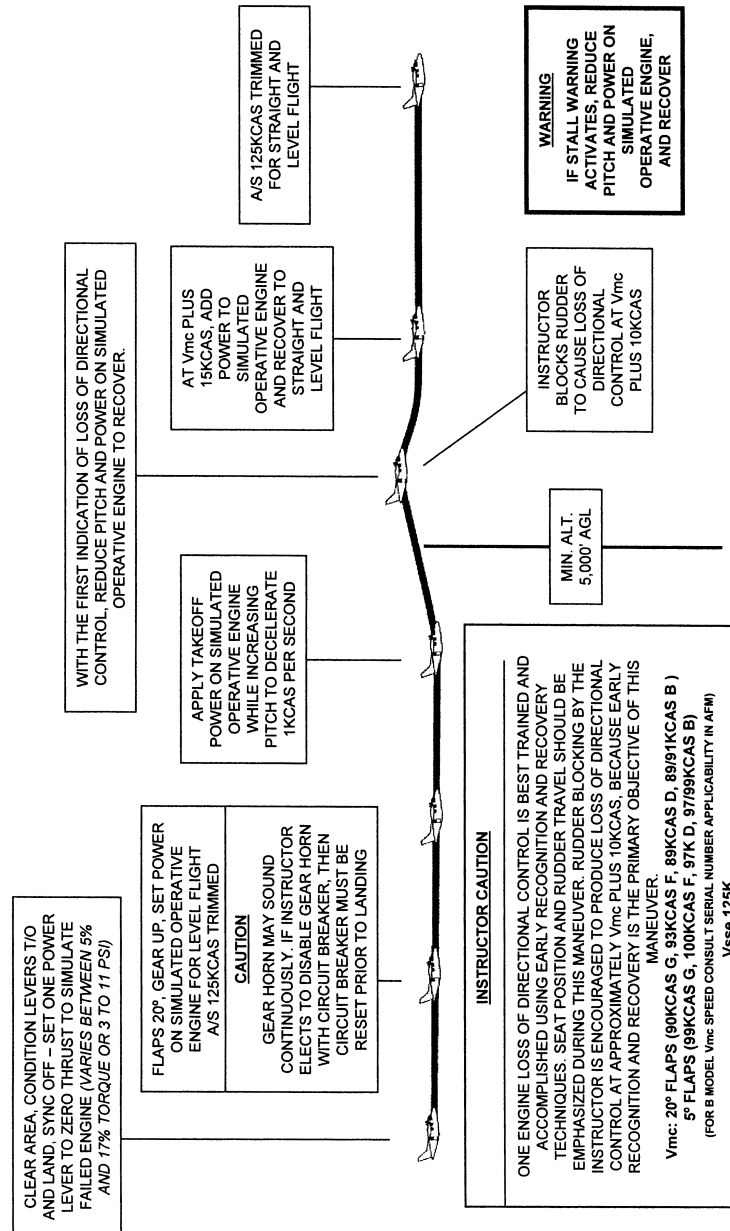 CLEAR AREA, CONDITION LEVERS T/O
AND LAND, SYNC OFF – SET ONE POWER
LEVER TO ZERO THRUST TO SIMULATE
FAILED ENGINE (VARIES BETWEEN 5%
AND 17% TORQUE OR 3 TO 11 PSI)
FLAPS 20º, GEAR UP, SET POWER
ON SIMULATED OPERATIVE
ENGINE FOR LEVEL FLIGHT
A/S 125KCAS TRIMMED
CAUTION
GEAR HORN MAY SOUND
CONTINUOUSLY. IF INSTRUCTOR
ELECTS TO DISABLE GEAR HORN
WITH CIRCUIT BREAKER, THEN
CIRCUIT BREAKER MUST BE
RESET PRIOR TO LANDING
APPLY TAKEOFF
POWER ON SIMULATED
OPERATIVE ENGINE
WHILE INCREASING
PITCH TO DECELERATE
1KCAS PER SECOND
WITH THE FIRST INDICATION OF LOSS OF DIRECTIONAL
CONTROL, REDUCE PITCH AND POWER ON SIMULATED
OPERATIVE ENGINE TO RECOVER.
AT Vmc PLUS
15KCAS, ADD
POWER TO
SIMULATED
OPERATIVE ENGINE
AND RECOVER TO
STRAIGHT AND
LEVEL FLIGHT
A/S 125KCAS TRIMMED
FOR STRAIGHT AND
LEVEL FLIGHT
INSTRUCTOR CAUTION
ONE ENGINE LOSS OF DIRECTIONAL CONTROL IS BEST TRAINED AND
ACCOMPLISHED USING EARLY RECOGNITION AND RECOVERY
TECHNIQUES. SEAT POSITION AND RUDDER TRAVEL SHOULD BE
EMPHASIZED DURING THIS MANEUVER. RUDDER BLOCKING BY THE
INSTRUCTOR IS ENCOURAGED TO PRODUCE LOSS OF DIRECTIONAL
CONTROL AT APPROXIMATELY Vmc PLUS 10KCAS, BECAUSE EARLY
RECOGNITION AND RECOVERY IS THE PRIMARY OBJECTIVE OF THIS
MANEUVER.
Vmc: 20º FLAPS (90KCAS G, 93KCAS F, 89KCAS D, 89/91KCAS B )
5º FLAPS (99KCAS G, 100KCAS F, 97K D, 97/99KCAS B)
(FOR B MODEL Vmc SPEED CONSULT SERIAL NUMBER APPLICABILITY IN AFM)
Vsse 125K
MIN. ALT.
5,000' AGL
INSTRUCTOR
BLOCKS RUDDER
TO CAUSE LOSS OF
DIRECTIONAL
CONTROL AT Vmc
PLUS 10KCAS
WARNING
IF STALL WARNING
ACTIVATES, REDUCE
PITCH AND POWER ON
SIMULATED
OPERATIVE ENGINE,
AND RECOVER